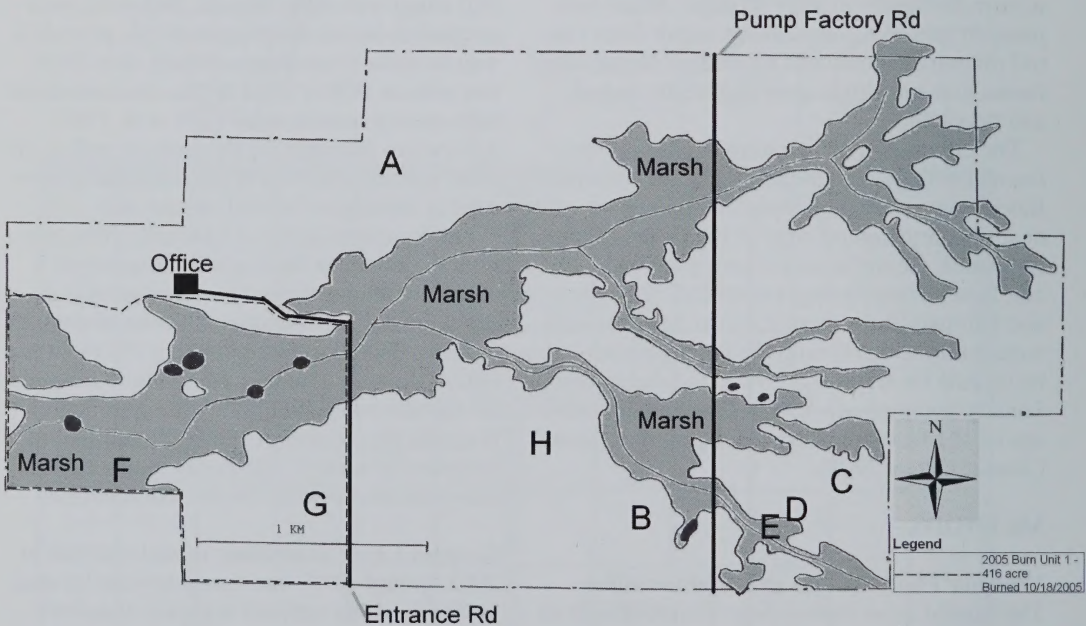 Pump Factory Rd
A
Marsh
Office
Marsh
N
Marsh
H
C
Marsh
F
G
B
D
E
1 KM
Legend
2005 Burn Unit 1 -
416 acre
Burned 10/18/2005
Entrance Rd